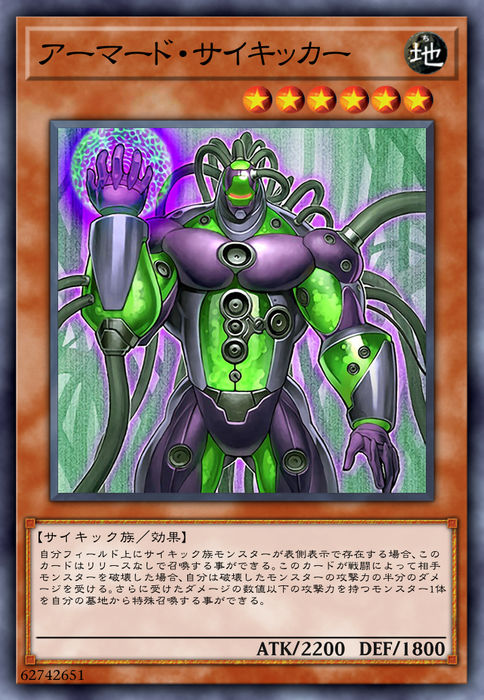 アーマード・サイキッカー
ち
地
【サイキック族／効果】
自分フィールド上にサイキック族モンスターが表側表示で存在する場合、この
カードはリリースなしで召喚する事ができる。このカードが戦闘によって相手
モンスターを破壊した場合、自分は破壊したモンスターの攻撃力の半分のダメ
ージを受ける。さらに受けたダメージの数値以下の攻撃力を持つモンスター1体
を自分の墓地から特殊召喚する事ができる。
ATK/2200 DEF/1800
62742651